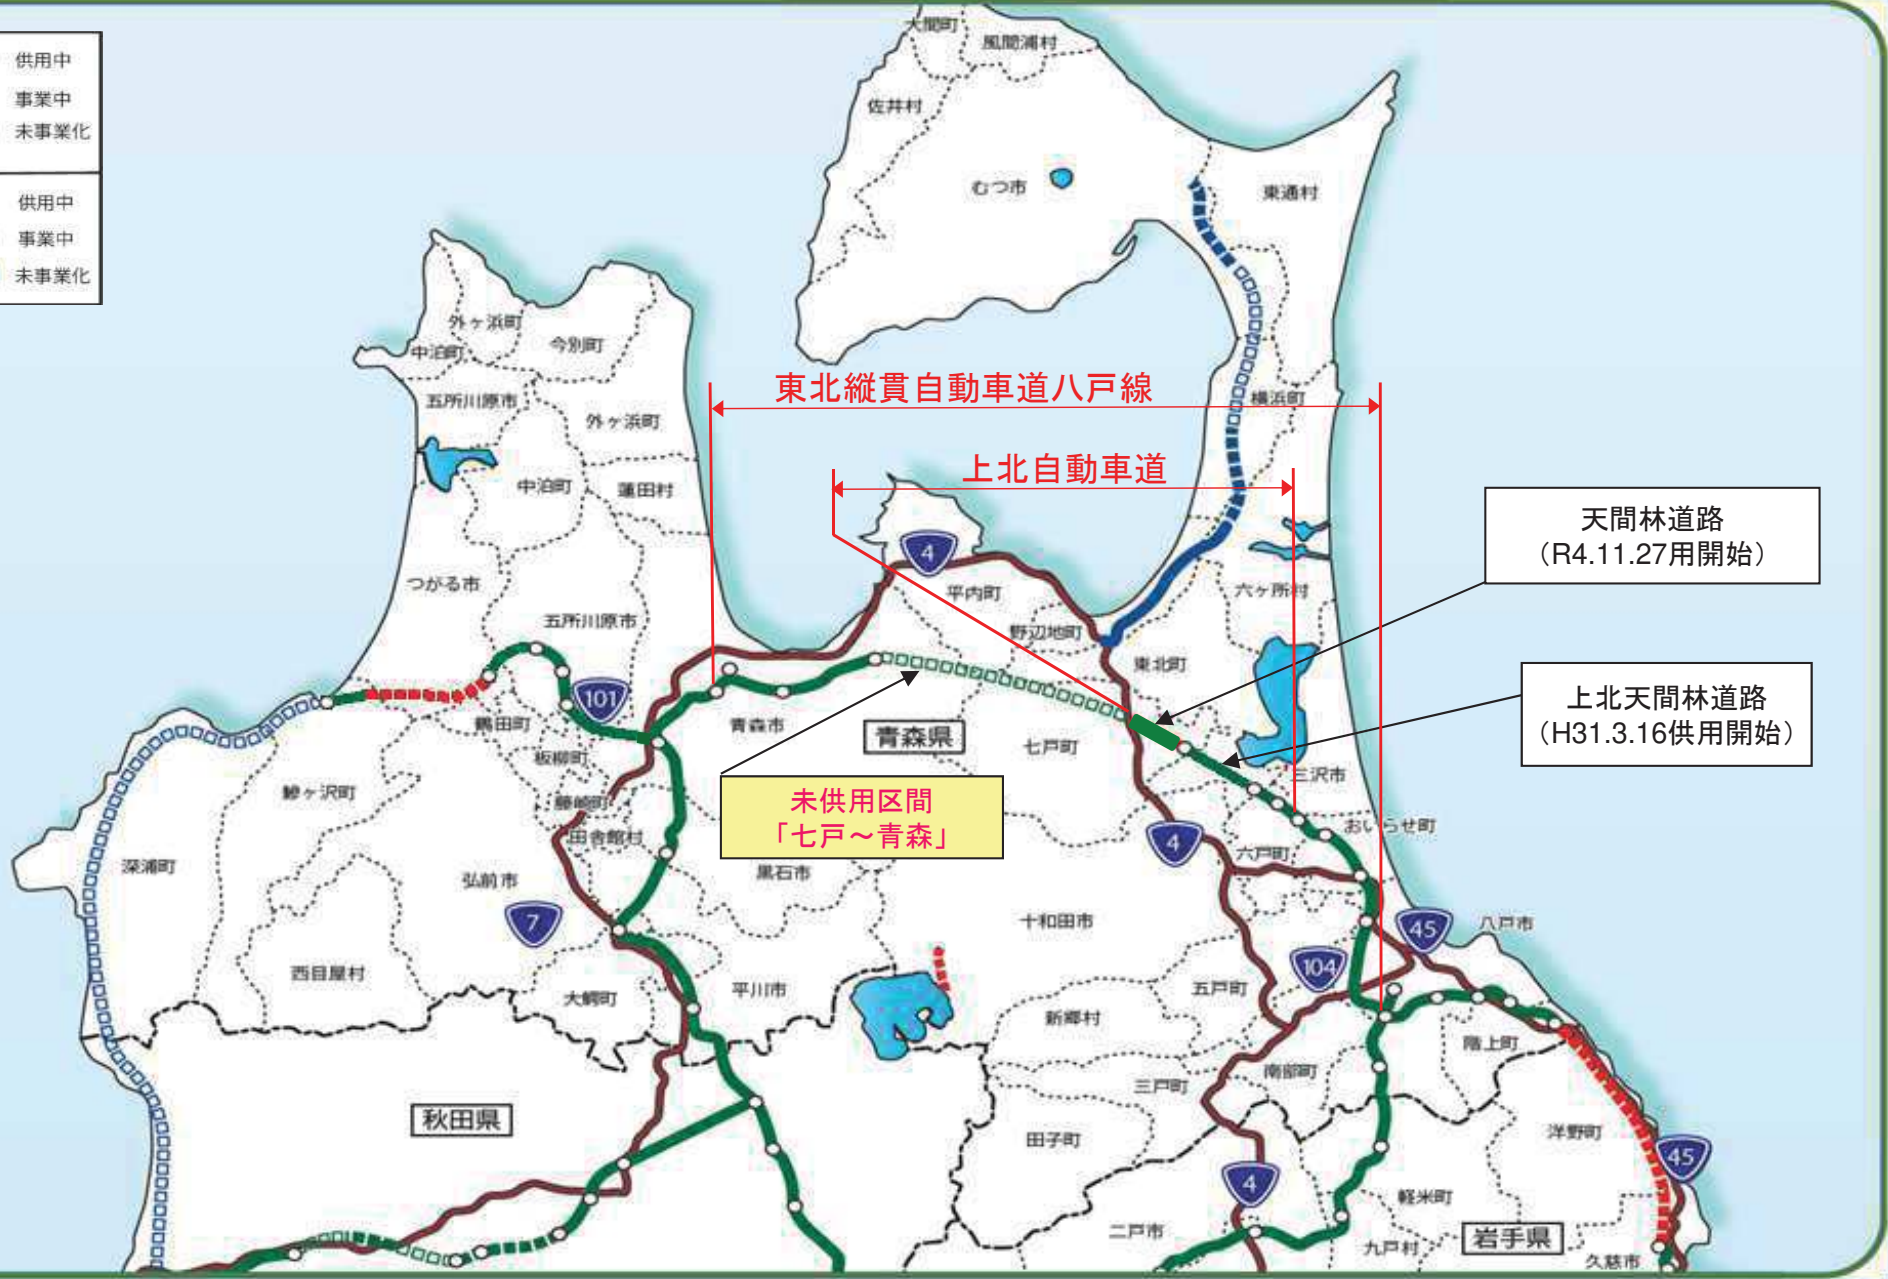 供用中
事業中
未事業化
供用中
事業中
未事業化
大間町
風間浦村
佐井村
むつ市
東通村
外ヶ浜町
中泊町
今別町
五所川原市
外ヶ浜町
東北縦貫自動車道八戸線
横浜町
中泊町
蓬田村
上北自動車道
天間林道路
（R4.11.27用開始）
4
つがる市
平内町
六ヶ所村
五所川原市
野辺地町
東北町
上北天間林道路
（H31.3.16供用開始）
101
鶴田町
青森市
青森県
七戸町
板柳町
三沢市
鰺ヶ沢町
藤崎町
未供用区間
「七戸～青森」
田舎館村
おいらせ町
4
六戸町
深浦町
弘前市
黒石市
7
十和田市
45
八戸市
西目屋村
大鰐町
平川市
104
五戸町
新郷村
階上町
南部町
三戸町
秋田県
田子町
洋野町
45
4
軽米町
二戸市
九戸村
岩手県
久慈市